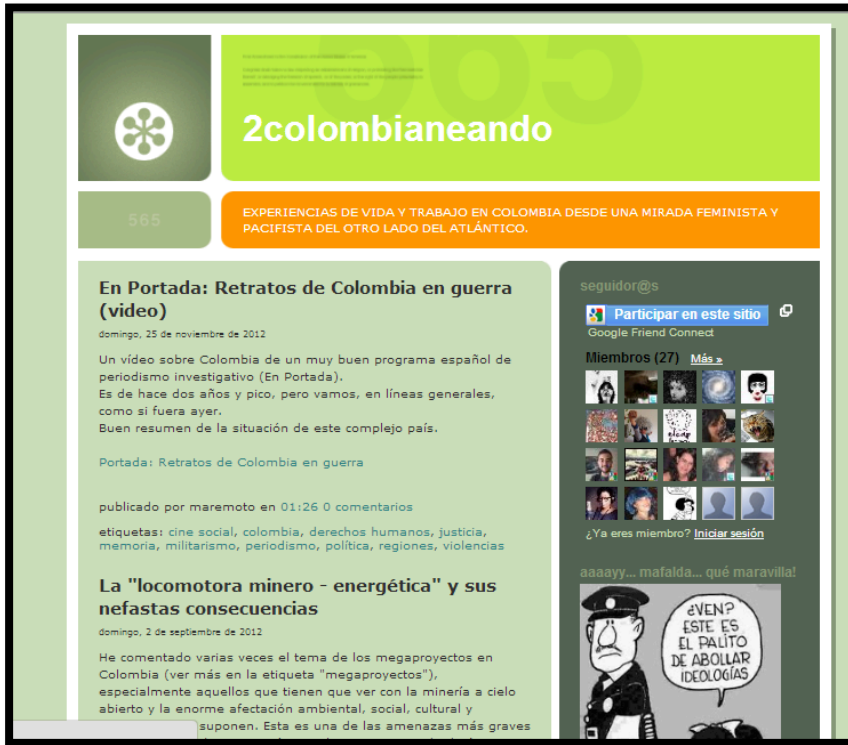 565
2colombianeando
565
EXPERIENCIAS DE VIDA Y TRABAJO EN COLOMBIA DESDE UNA MIRADA FEMINISTA Y
PACIFISTA DEL OTRO LADO DEL ATLÁNTICO.
En Portada: Retratos de Colombia en guerra
(video)
domingo, 25 de noviembre de 2012
Un vídeo sobre Colombia de un muy buen programa español de
periodismo investigativo (En Portada).
Es de hace dos años y pico, pero vamos, en líneas generales,
como si fuera ayer.
Buen resumen de la situación de este complejo país.
Portada: Retratos de Colombia en guerra
publicado por maremoto en 01:26 0 comentarios
etiquetas: cine social, colombia, derechos humanos, justicia,
memoria, militarismo, periodismo, política, regiones, violencias
La "locomotora minero - energética" y sus
nefastas consecuencias
domingo, 2 de septiembre de 2012
He comentado varias veces el tema de los megaproyectos en
Colombia (ver más en la etiqueta "megaproyectos"),
especialmente aquellos que tienen que ver con la minería a cielo
abierto y la enorme afectación ambiental, social, cultural y
suponen. Esta es una de las amenazas más graves
seguidor@s
Participar en este sitio
Google Friend Connect
Miembros (27) Más »
¿Ya eres miembro? Iniciar sesión
aaaayy... mafalda... qué maravilla!
¿VEN?
ESTE ES
EL PALITO
DE ABOLLAR
IDEOLOGÍAS